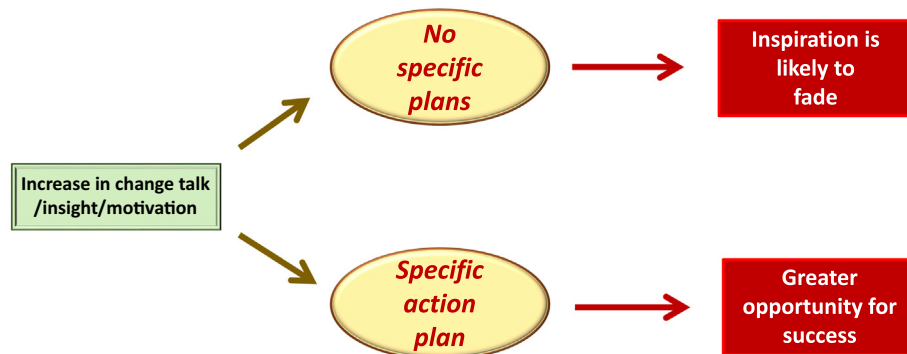 No
specific
plans
Inspiration is
likely to
fade
Increase in change talk
/insight/motivation
Specific
action
plan
Greater
opportunity for
success